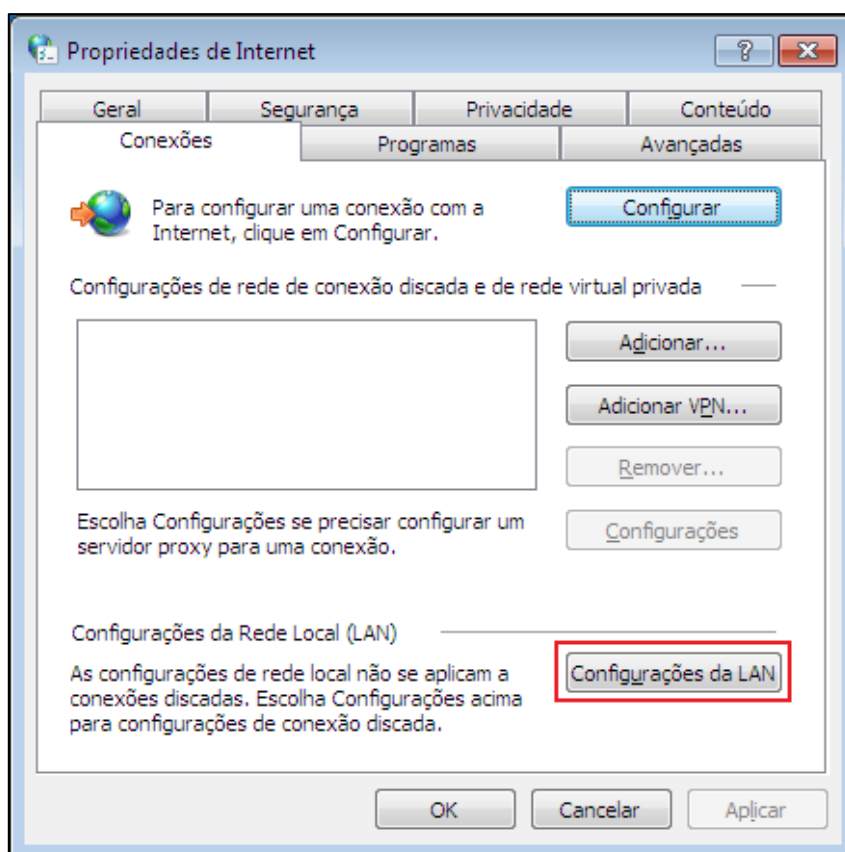 Propriedades de Internet
?
Geral
Segurança
Privacidade
Conteúdo
Conexões
Programas
Avançadas
Para configurar uma conexão com a
Internet, clique em Configurar.
Configurar
Configurações de rede de conexão discada e de rede virtual privada
Adicionar...
Adicionar VPN...
Remover...
Escolha Configurações se precisar configurar um
servidor proxy para uma conexão.
Configurações
Configurações da Rede Local (LAN)
As configurações de rede local não se aplicam a
conexões discadas. Escolha Configurações acima
para configurações de conexão discada.
Configurações da LAN
OK
Cancelar
Aplicar